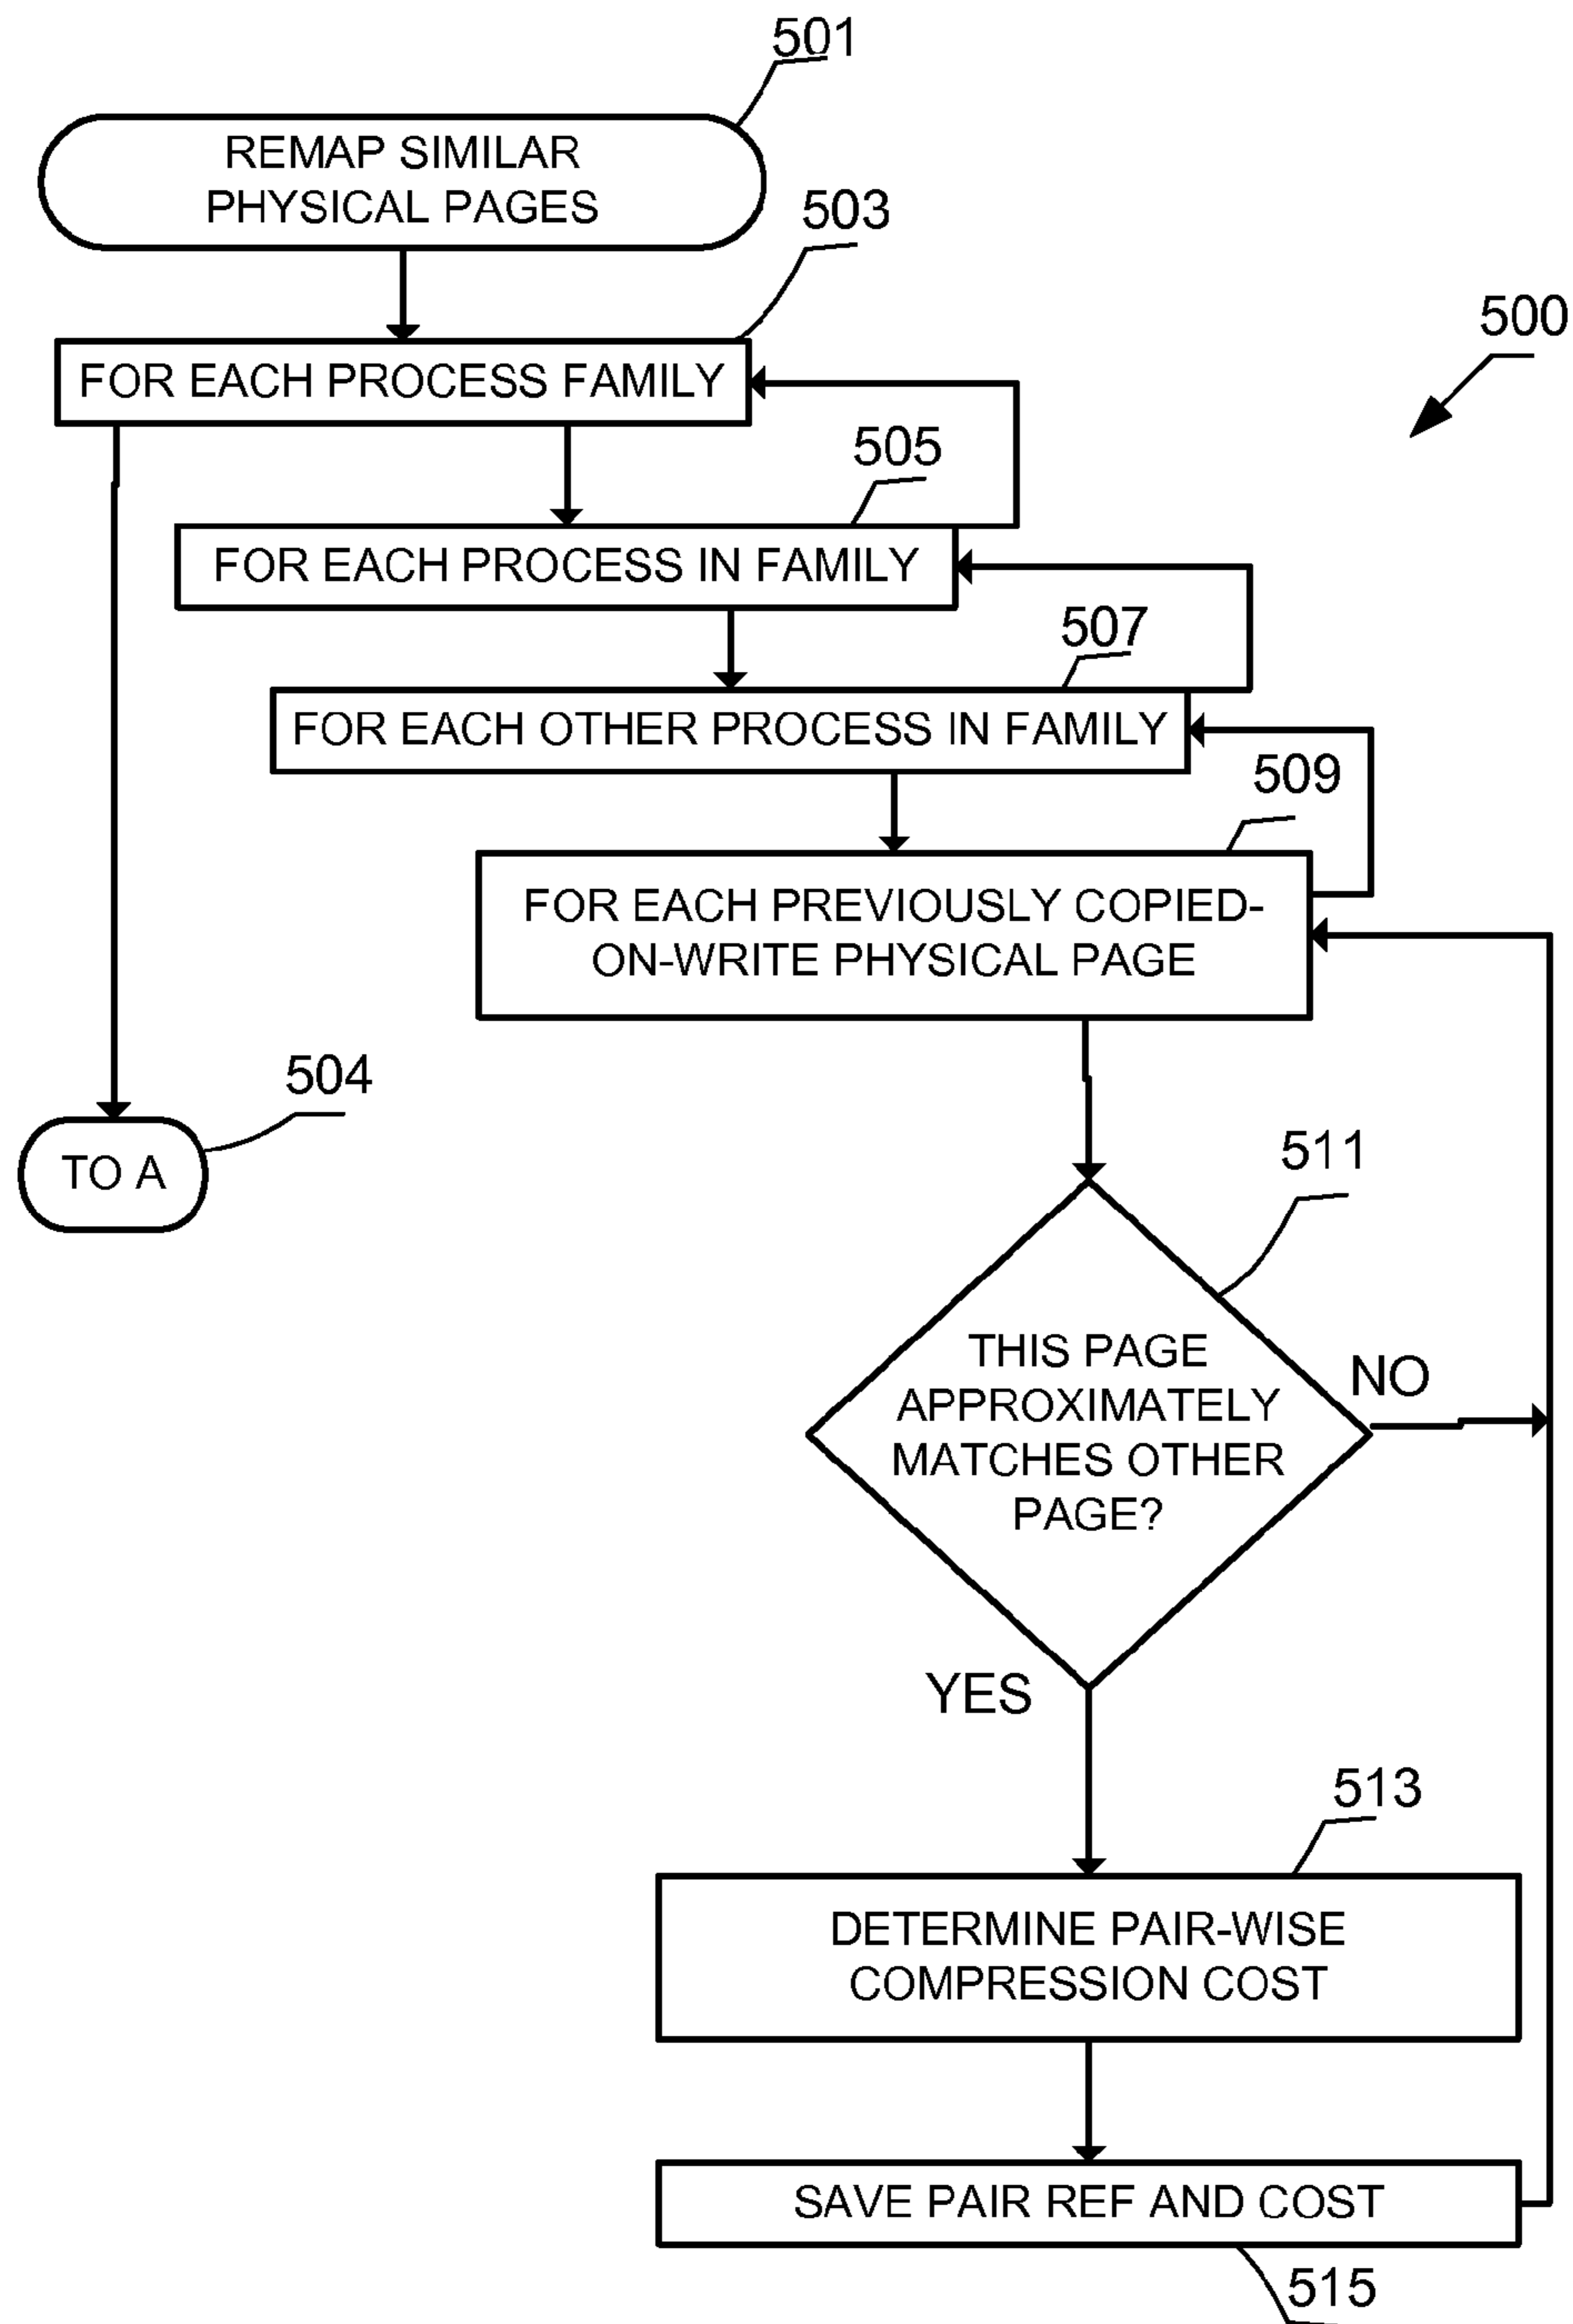 501
REMAP SIMILAR
PHYSICAL PAGES
503
500
FOR EACH PROCESS FAMILY
505
FOR EACH PROCESS IN FAMILY
507
FOR EACH OTHER PROCESS IN FAMILY
509
FOR EACH PREVIOUSLY COPIED-
ON-WRITE PHYSICAL PAGE
504
TO A
511
THIS PAGE
APPROXIMATELY
MATCHES OTHER
PAGE?
NO
YES
513
DETERMINE PAIR-WISE
COMPRESSION COST
SAVE PAIR REF AND COST
515